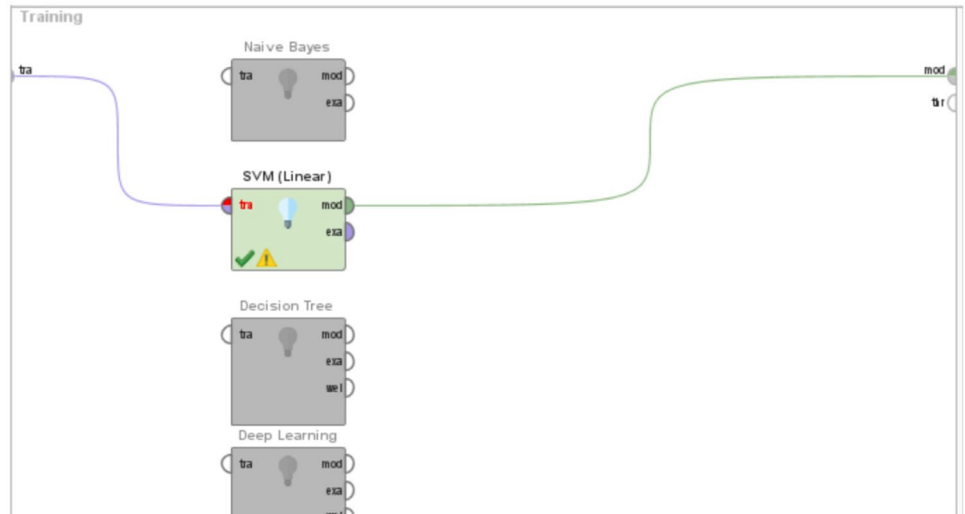 Training
Naive Bayes
tra
tra
mod
mod
exa
thr
SVM (Linear)
tra
mod
exa
Decision Tree
tra
mod
exa
wei
Deep Learning
tra
mod
exa